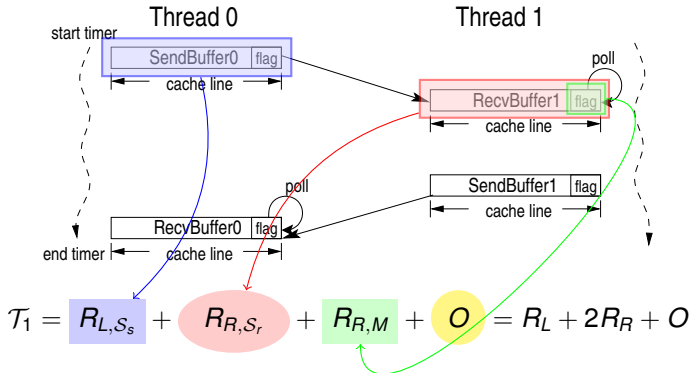 Thread 0 Thread 1
start timer
SendBuffer0 flag
poll
cache line
RecvBuffer1 flag
cache line
SendBuffer1 flag
poll
cache line
RecvBuffer0 flag
end timer cache line
𝒯₁ = R_{L,𝒮ₛ} + R_{R,𝒮ᵣ} + R_{R,M} + O = R_L + 2R_R + O